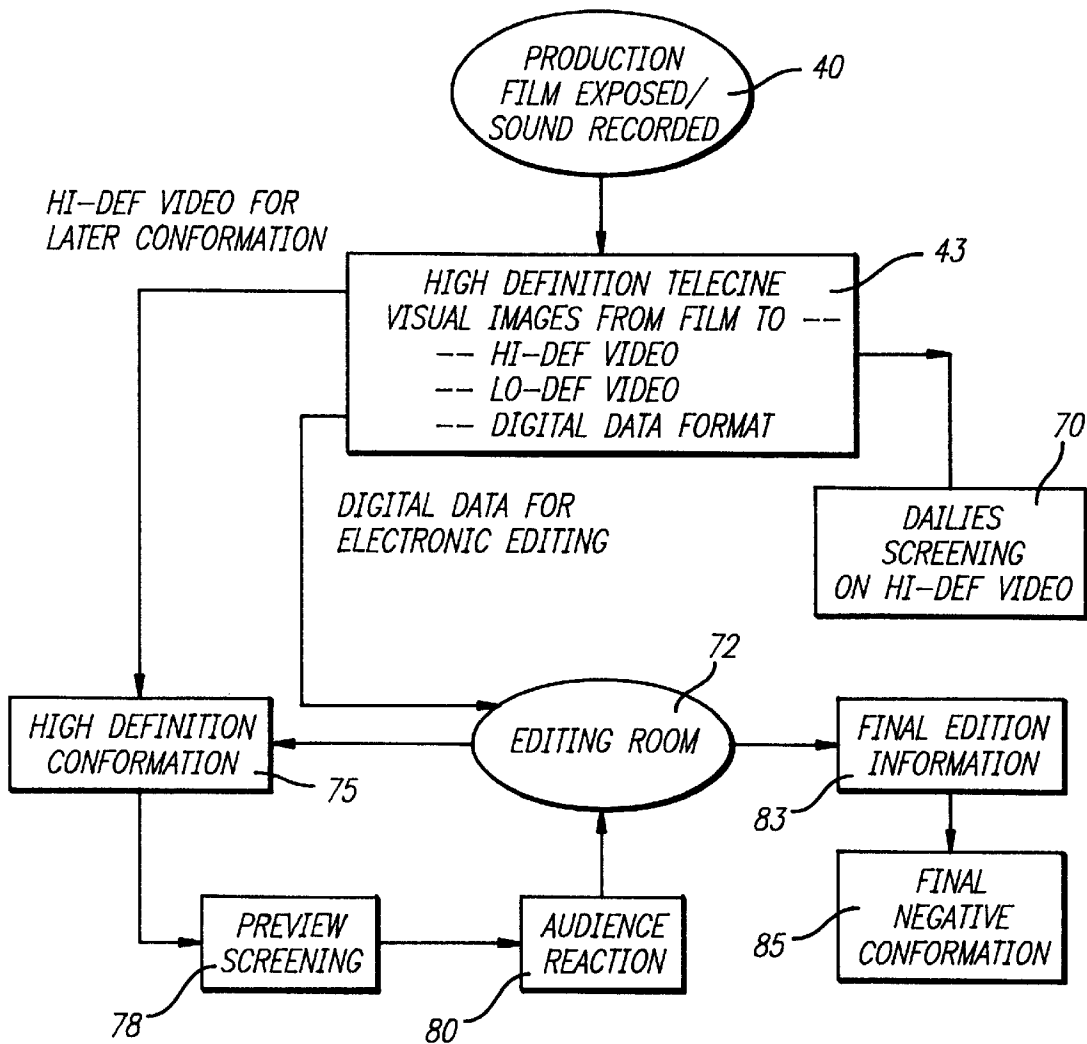 PRODUCTION
FILM EXPOSED/
SOUND RECORDED
40
HI-DEF VIDEO FOR
LATER CONFORMATION
43
HIGH DEFINITION TELECINE
VISUAL IMAGES FROM FILM TO --
-- HI-DEF VIDEO
-- LO-DEF VIDEO
-- DIGITAL DATA FORMAT
DIGITAL DATA FOR
ELECTRONIC EDITING
70
DAILIES
SCREENING
ON HI-DEF VIDEO
72
EDITING ROOM
HIGH DEFINITION
CONFORMATION
75
FINAL EDITION
INFORMATION
83
PREVIEW
SCREENING
78
AUDIENCE
REACTION
80
FINAL
NEGATIVE
CONFORMATION
85